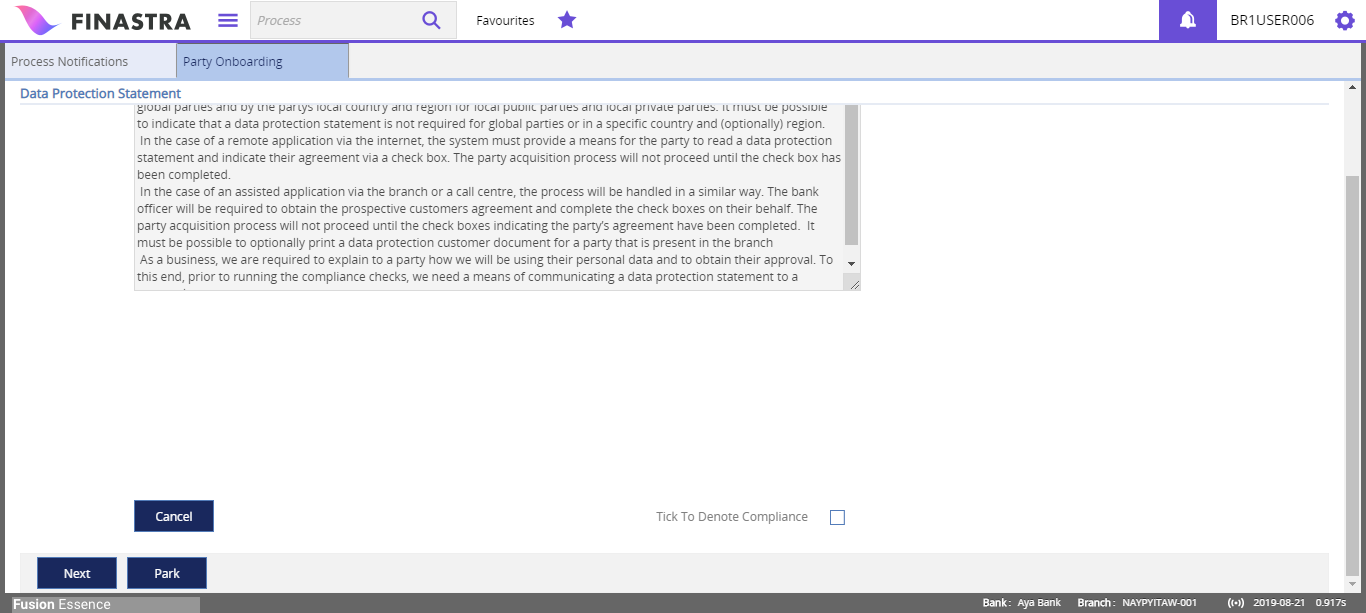 FINASTRA
Process
Favourites
BR1USER006
Process Notifications
Party Onboarding
Data Protection Statement
global parties and by the partys local country and region for local public parties and local private parties. It must be possible
to indicate that a data protection statement is not required for global parties or in a specific country and (optionally) region.
In the case of a remote application via the internet, the system must provide a means for the party to read a data protection
statement and indicate their agreement via a check box. The party acquisition process will not proceed until the check box has
been completed.
In the case of an assisted application via the branch or a call centre, the process will be handled in a similar way. The bank
officer will be required to obtain the prospective customers agreement and complete the check boxes on their behalf. The
party acquisition process will not proceed until the check boxes indicating the party's agreement have been completed. It
must be possible to optionally print a data protection customer document for a party that is present in the branch
As a business, we are required to explain to a party how we will be using their personal data and to obtain their approval. To
this end, prior to running the compliance checks, we need a means of communicating a data protection statement to a
Cancel
Tick To Denote Compliance
Next
Park
Fusion Essence
Bank : Aya Bank Branch : NAYPYITAW-001 2019-08-21 0.917s